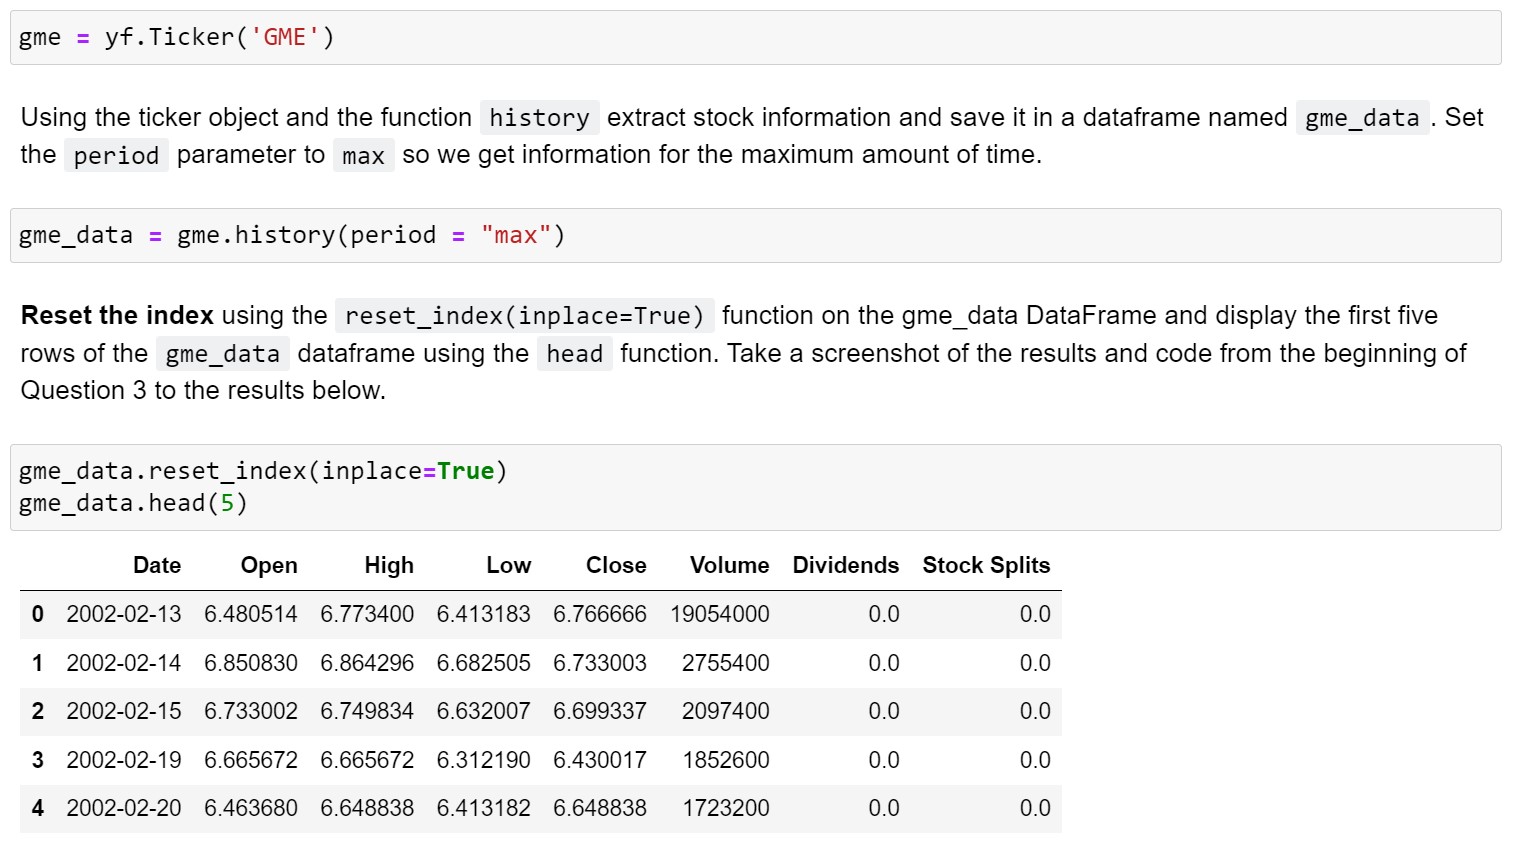 gme = yf.Ticker('GME')
Using the ticker object and the function history extract stock information and save it in a dataframe named gme_data . Set
the period parameter to max so we get information for the maximum amount of time.
gme_data = gme.history(period = "max")
Reset the index using the reset_index(inplace=True) function on the gme_data DataFrame and display the first five
rows of the gme_data dataframe using the head function. Take a screenshot of the results and code from the beginning of
Question 3 to the results below.
gme_data.reset_index(inplace=True)
gme_data.head(5)
Date Open High Low Close Volume Dividends Stock Splits
0 2002-02-13 6.480514 6.773400 6.413183 6.766666 19054000 0.0 0.0
1 2002-02-14 6.850830 6.864296 6.682505 6.733003 2755400 0.0 0.0
2 2002-02-15 6.733002 6.749834 6.632007 6.699337 2097400 0.0 0.0
3 2002-02-19 6.665672 6.665672 6.312190 6.430017 1852600 0.0 0.0
4 2002-02-20 6.463680 6.648838 6.413182 6.648838 1723200 0.0 0.0